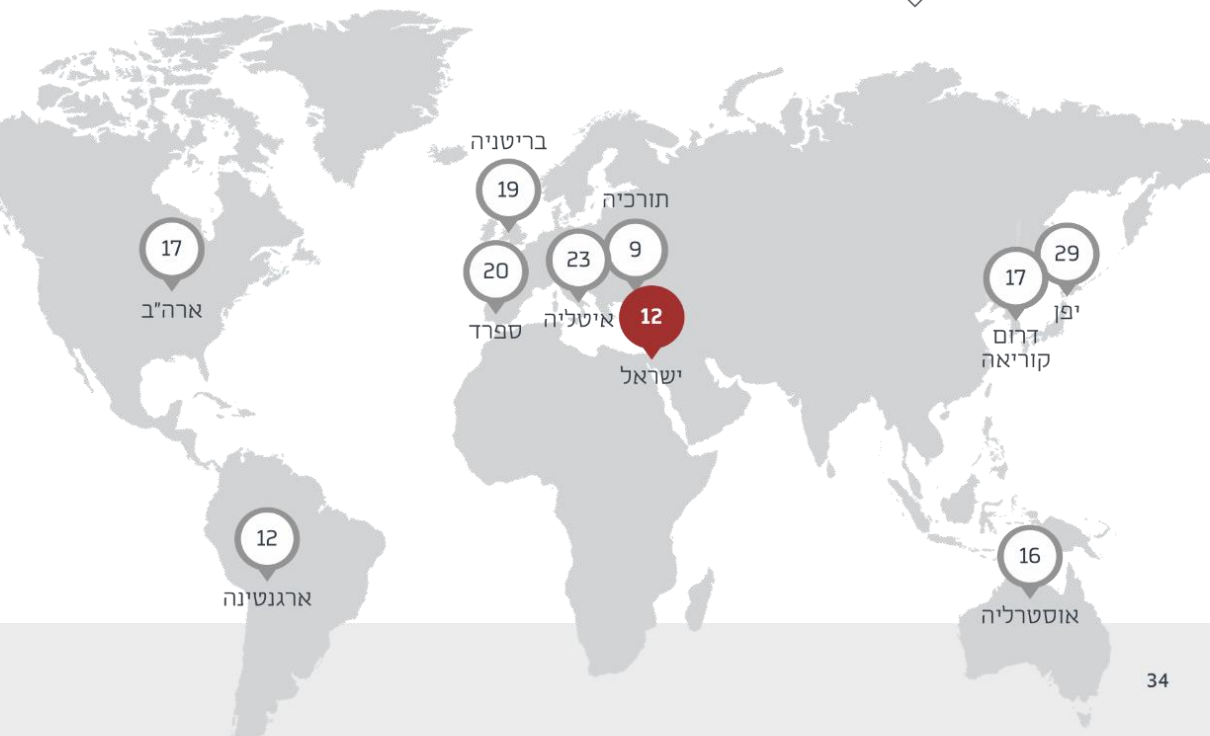 בריטניה
19
תורכיה
9
17
ארה"ב
20
ספרד
23
איטליה
12
ישראל
29
יפן
17
דרום
קוריאה
12
ארגנטינה
16
אוסטרליה
34